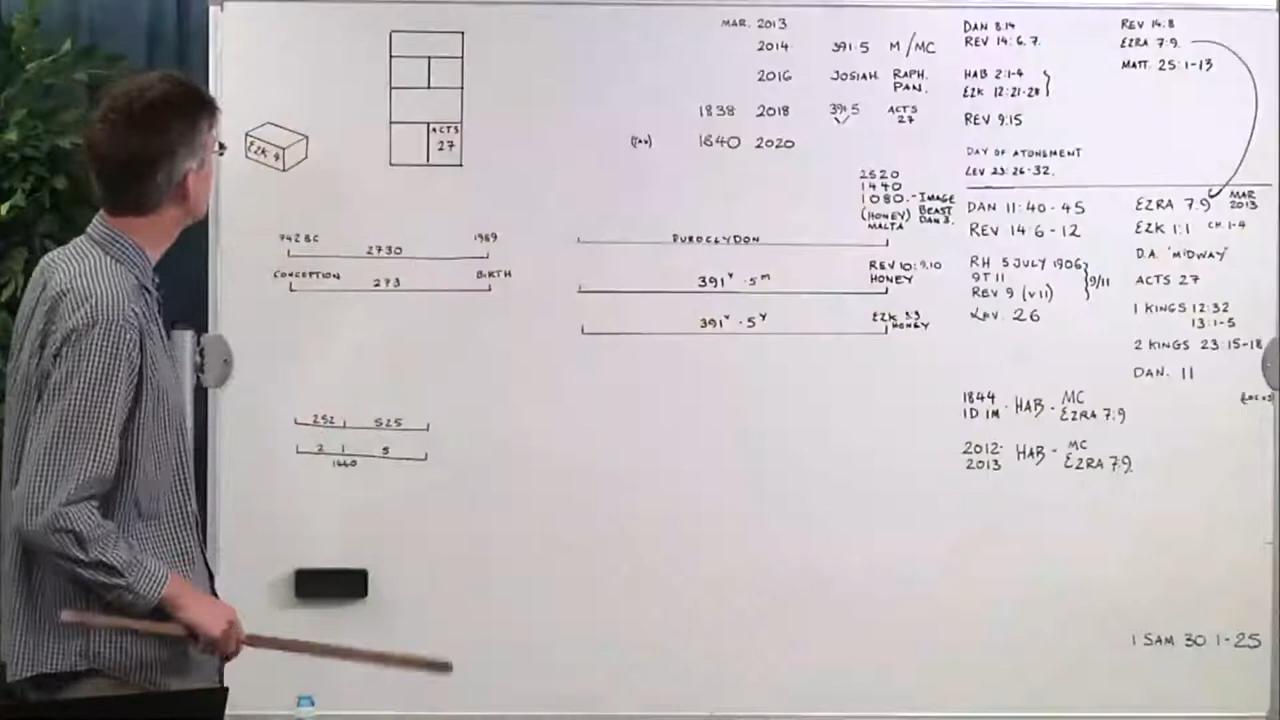 EZK 9
ACTS
27
742 BC 1989
2730
CONCEPTION BIRTH
273
252 525
2 1 5
1440
MAR. 2013
2014 391.5 M/MC
2016 JOSIAH RAPH.
PAN.
1838 2018 391.5 ACTS
27
1840 2020
2520
1440
1080.- IMAGE
(HONEY) BEAST
MALTA DAN 3.
EUROCLYDON
REV 10:9,10
391Y . 5M HONEY
391Y . 5Y EZK 3:3
HONEY
DAN 8:14
REV 14:6,7.
HAB 2:1-4
EZK 12:21-28
REV 9:15
DAY OF ATONEMENT
LEV 23:26-32.
REV 14:8
EZRA 7:9.
MATT. 25:1-13
DAN 11:40-45
REV 14:6-12
RH 5 JULY 1906
9T 11
REV 9 (V11)
9/11
LEV. 26
EZRA 7:9 MAR
2013
EZK 1:1 CH. 1-4
D.A. "MIDWAY"
ACTS 27
1 KINGS 12:32
13:1-5
2 KINGS 23:15-18
DAN. 11
1844 HAB - MC
1D 1M EZRA 7:9
2012- HAB - MC
2013 EZRA 7:9.
1 SAM 30:1-25